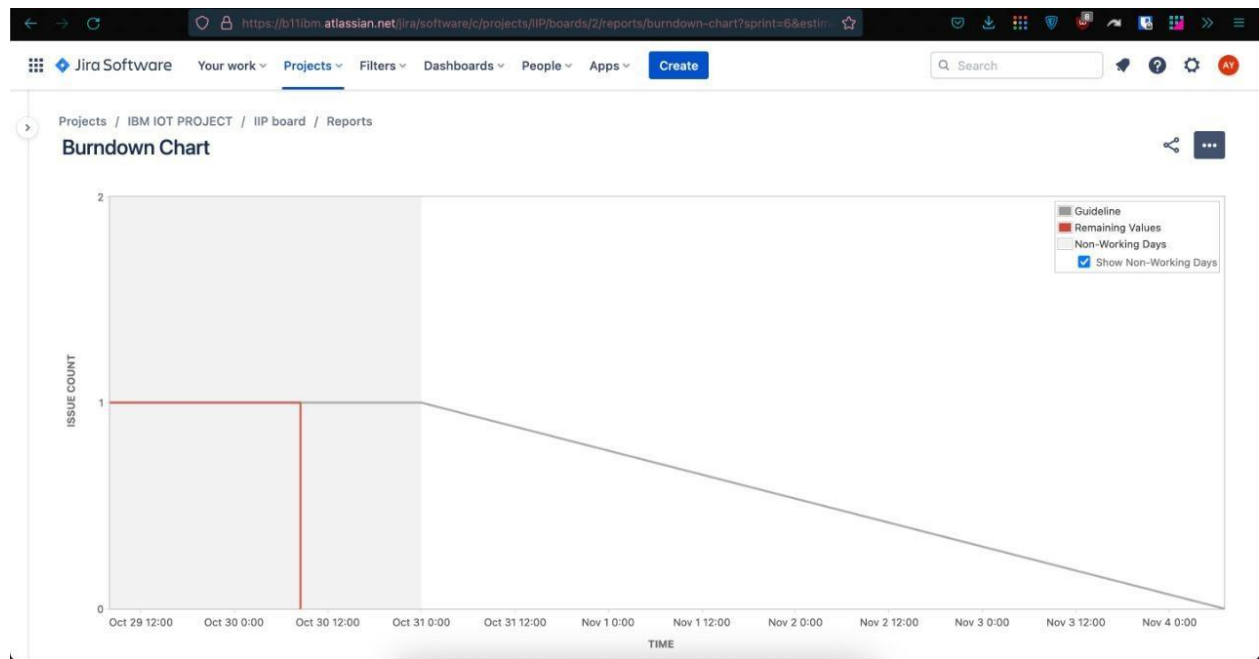 https://b11ibm.atlassian.net/jira/software/c/projects/IIP/boards/2/reports/burndown-chart?sprint=6&estim
Jira Software Your work Projects Filters Dashboards People Apps Create Search AY
Projects / IBM IOT PROJECT / IIP board / Reports
Burndown Chart
2
Guideline
Remaining Values
Non-Working Days
Show Non-Working Days
ISSUE COUNT
1
0
Oct 29 12:00 Oct 30 0:00 Oct 30 12:00 Oct 31 0:00 Oct 31 12:00 Nov 1 0:00 Nov 1 12:00 Nov 2 0:00 Nov 2 12:00 Nov 3 0:00 Nov 3 12:00 Nov 4 0:00
TIME